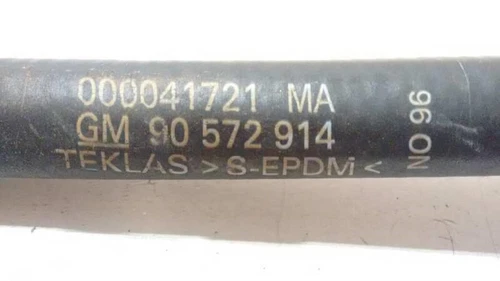 000041721 MA
GM 90 572 914
TEKLAS >S-EPDM<
NO 96